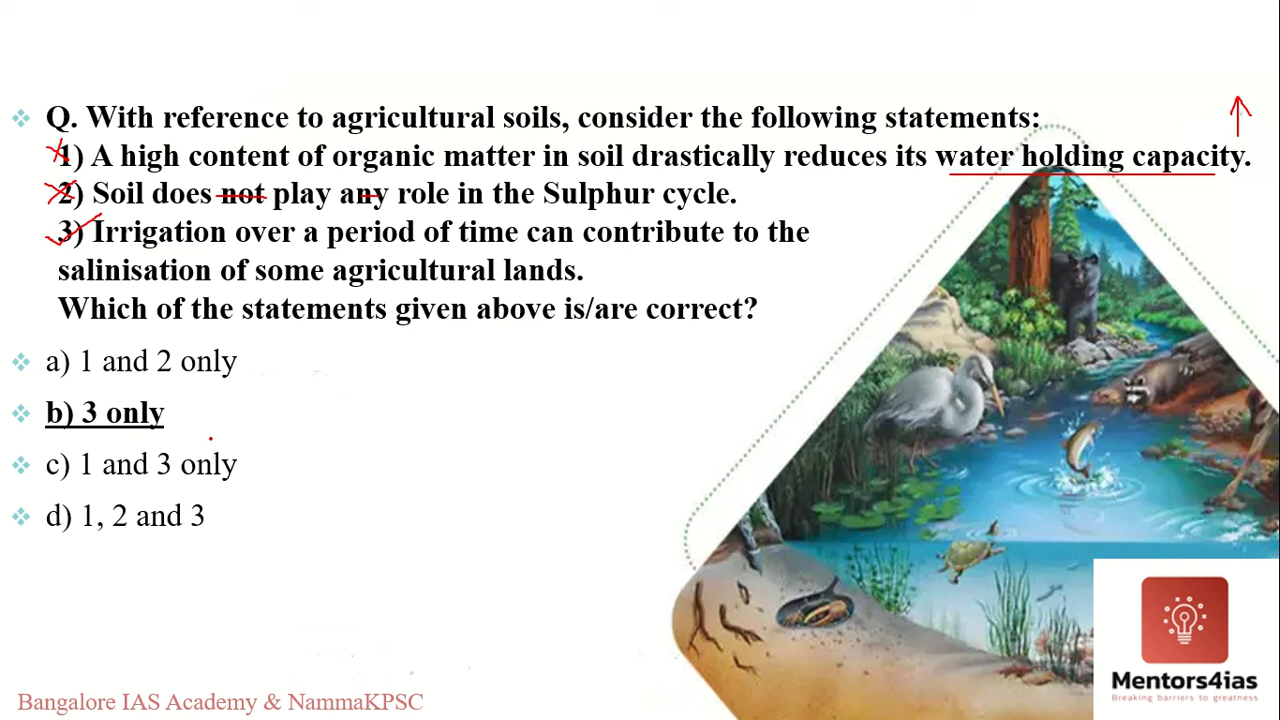 Q. With reference to agricultural soils, consider the following statements:
1) A high content of organic matter in soil drastically reduces its water holding capacity.
2) Soil does not play any role in the Sulphur cycle.
3) Irrigation over a period of time can contribute to the
salinisation of some agricultural lands.
Which of the statements given above is/are correct?
a) 1 and 2 only
b) 3 only
c) 1 and 3 only
d) 1, 2 and 3
Mentors4ias
Breaking barriers to greatness
Bangalore IAS Academy & NammaKPSC